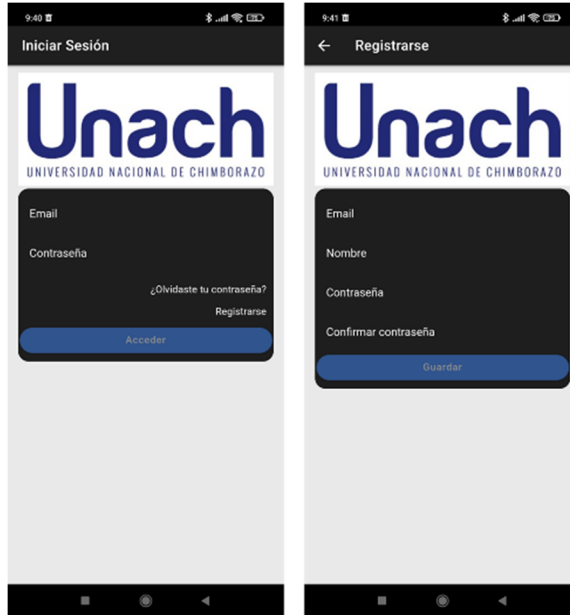 9:40
Iniciar Sesión
Unach
UNIVERSIDAD NACIONAL DE CHIMBORAZO
Email
Contraseña
¿Olvidaste tu contraseña?
Registrarse
Acceder
9:41
Registrarse
Unach
UNIVERSIDAD NACIONAL DE CHIMBORAZO
Email
Nombre
Contraseña
Confirmar contraseña
Guardar